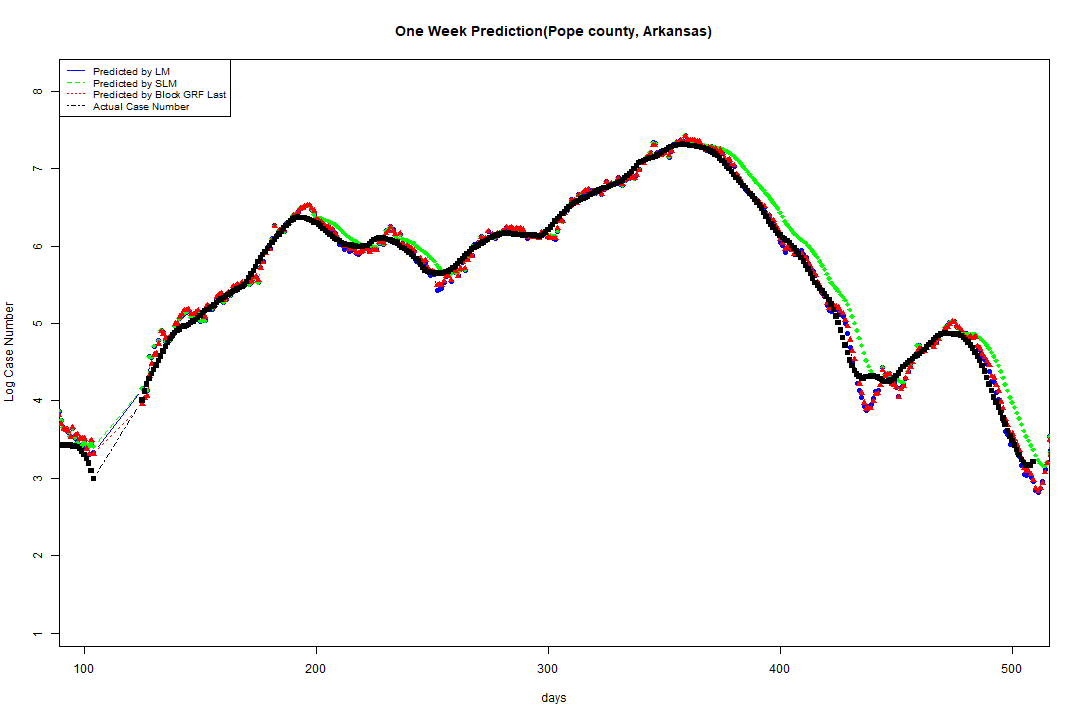 One Week Prediction(Pope county, Arkansas)
Predicted by LM
Predicted by SLM
Predicted by Block GRF Last
Actual Case Number
Log Case Number
8
7
6
5
4
3
2
1
100 200 300 400 500
days